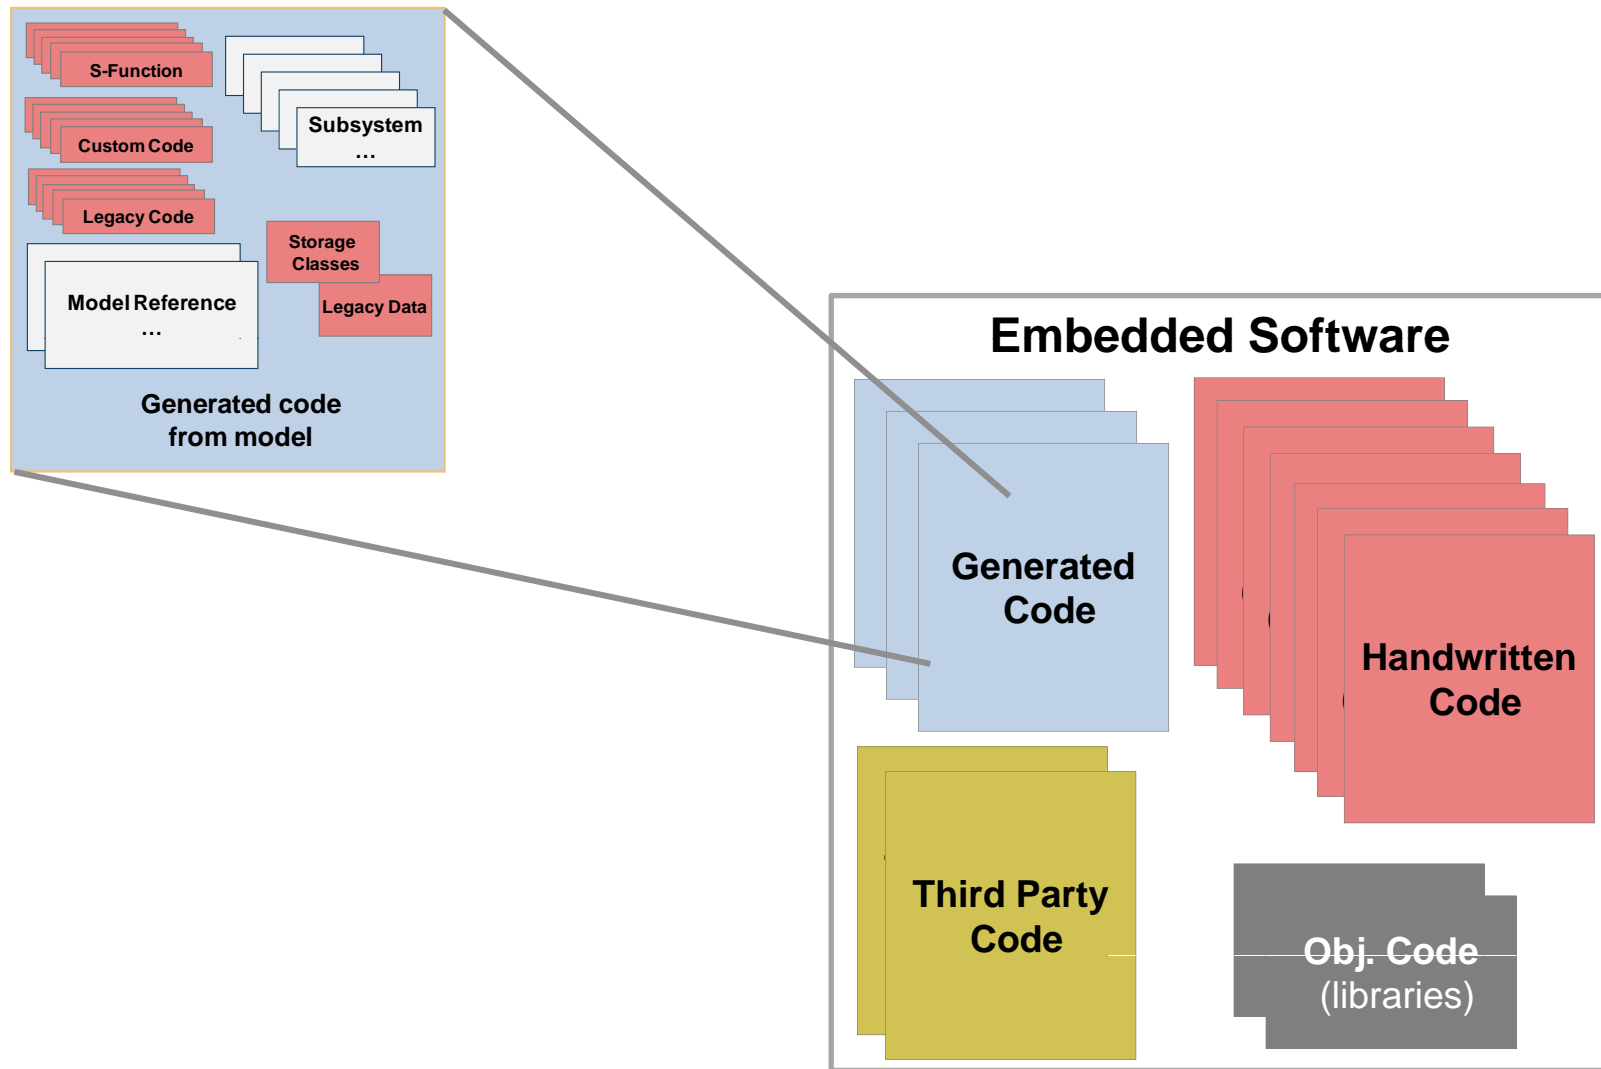 S-Function
Custom Code
Legacy Code
Subsystem
...
Storage
Classes
Legacy Data
Model Reference
...
Generated code
from model
Embedded Software
Generated
Code
Handwritten
Code
Third Party
Code
Obj. Code
(libraries)